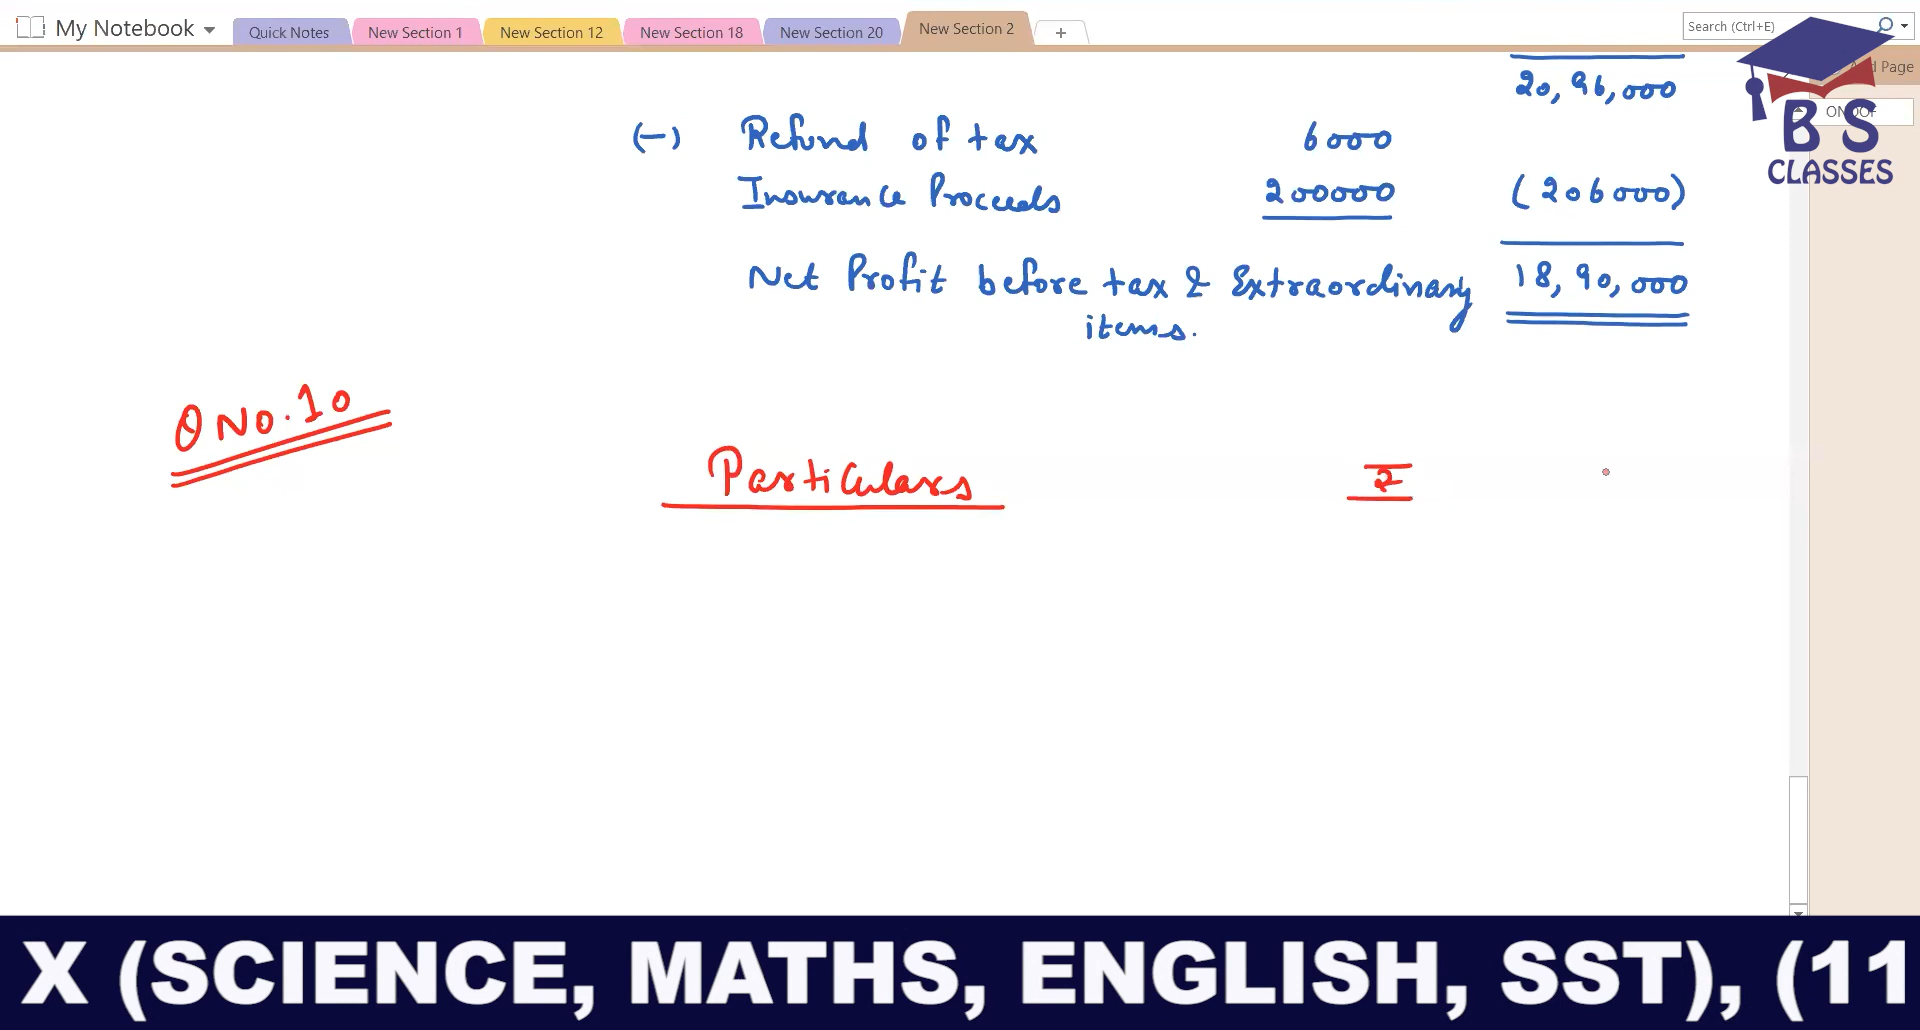 My Notebook Quick Notes New Section 1 New Section 12 New Section 18 New Section 20 New Section 2 + Search (Ctrl+E)
d Page
20,96,000
B S
CLASSES
(-) Refund of tax 6000
Insurance Proceeds 200000 (206000)
Net Profit before tax & Extraordinary 18,90,000
items.
Q No. 10
Particulars ₹
X (SCIENCE, MATHS, ENGLISH, SST), (11